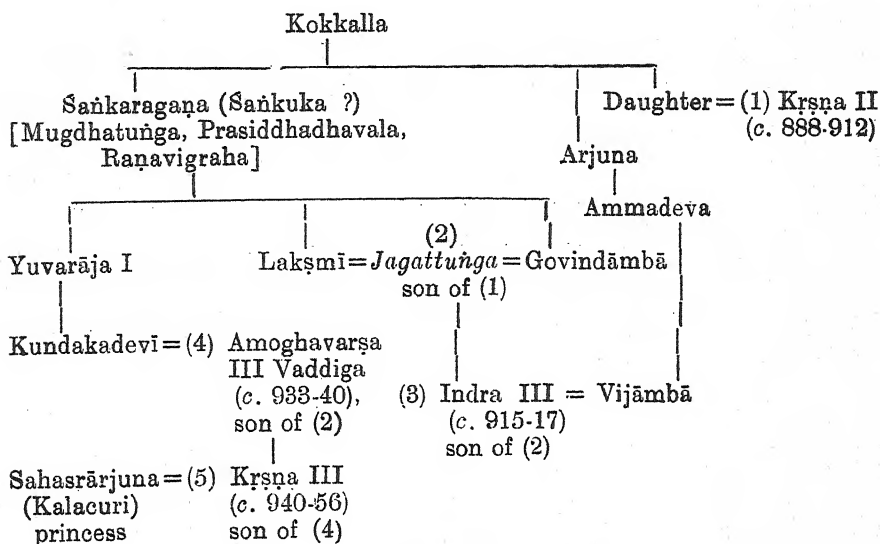 Kokkalla
Śaṅkaragaṇa (Śaṅkuka ?)
Daughter = (1) Kṛṣṇa II
[Mugdhatuṅga, Prasiddhadhavala,
(c. 888-912)
Raṇavigraha]
Arjuna
Ammadeva
(2)
Yuvarāja I
Lakṣmī = Jagattuṅga = Govindāmbā
son of (1)
Kundakadevī = (4) Amoghavarṣa
III Vaddiga
(c. 933-40),
(3) Indra III = Vijāmbā
son of (2)
(c. 915-17)
son of (2)
Sahasrārjuna = (5) Kṛṣṇa III
(Kalacuri)
(c. 940-56)
princess
son of (4)